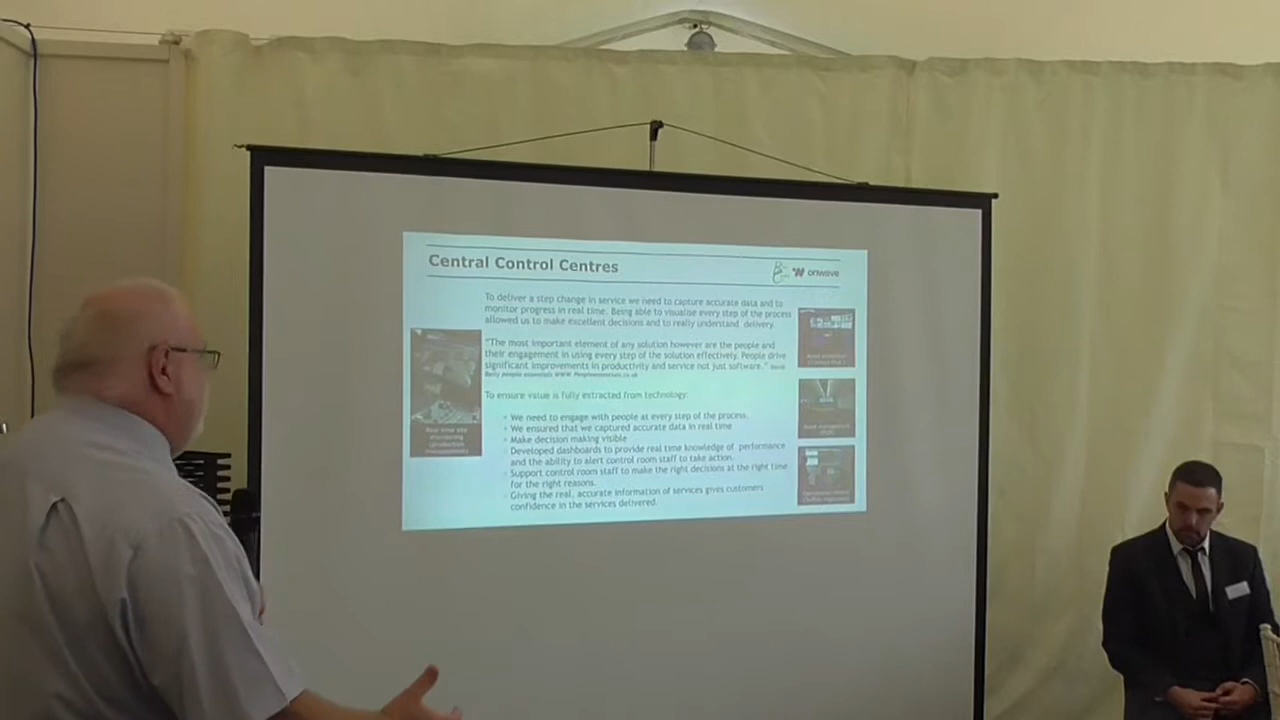 Central Control Centres
onwave
To deliver a step change in service we need to capture accurate data and to
monitor progress in real time. Being able to visualise every step of the process
allowed us to make excellent decisions and to really understand delivery.
"The most important element of any solution however are the people and
their engagement in using every step of the solution effectively. People drive
significant improvements in productivity and service not just software."
To ensure value is fully extracted from technology:
We need to engage with people at every step of the process.
We ensured that we captured accurate data in real time
Make decision making visible
Developed dashboards to provide real time knowledge of performance
and the ability to alert control room staff to take action.
Support control room staff to make the right decisions at the right time
for the right reasons.
Giving the real, accurate information of services gives customers
confidence in the services delivered.
Real time site
monitoring